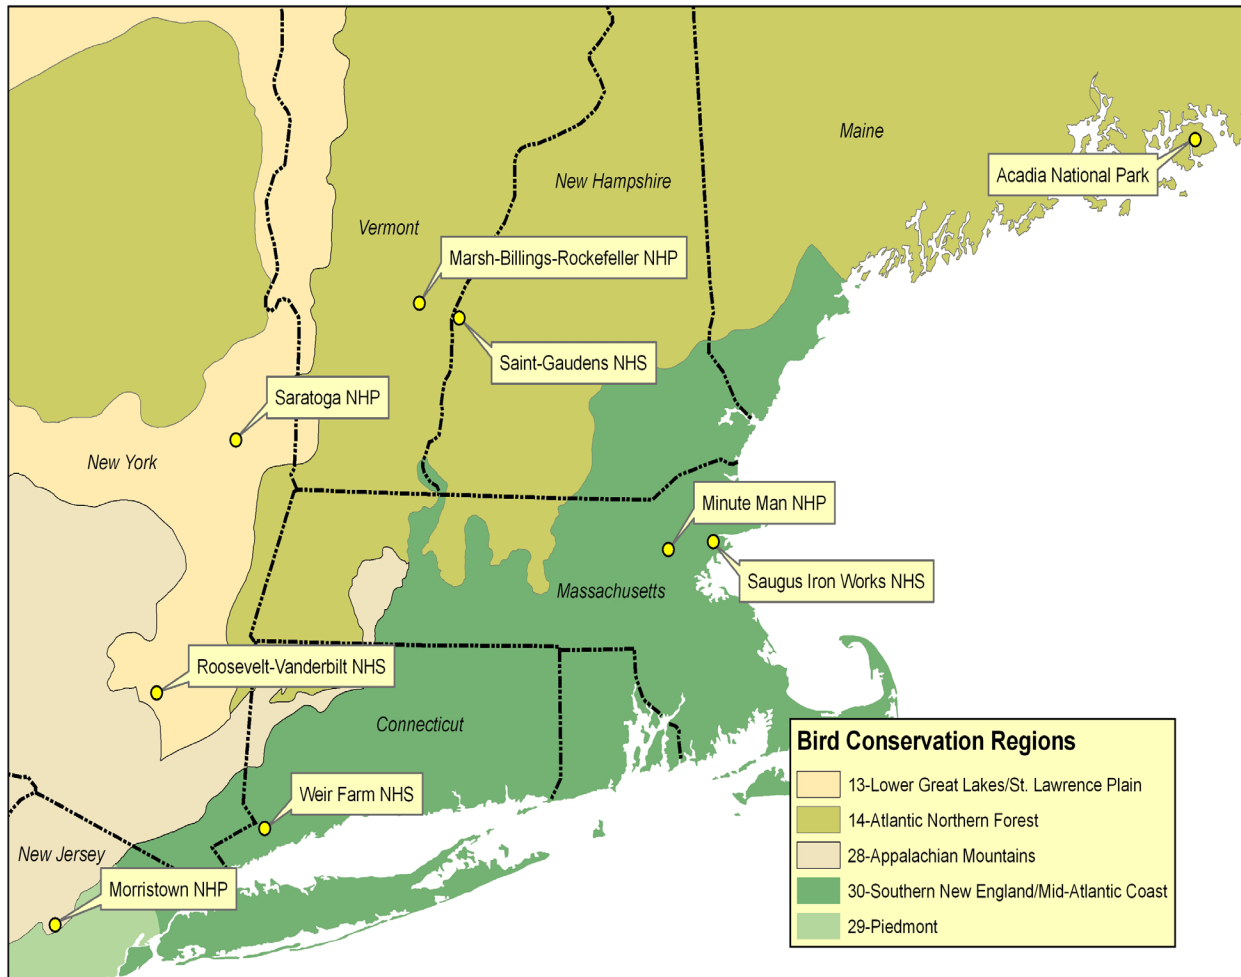 Maine
Acadia National Park
New Hampshire
Vermont
Marsh-Billings-Rockefeller NHP
Saint-Gaudens NHS
Saratoga NHP
New York
Minute Man NHP
Saugus Iron Works NHS
Massachusetts
Roosevelt-Vanderbilt NHS
Connecticut
Weir Farm NHS
New Jersey
Morristown NHP
Bird Conservation Regions
13-Lower Great Lakes/St. Lawrence Plain
14-Atlantic Northern Forest
28-Appalachian Mountains
30-Southern New England/Mid-Atlantic Coast
29-Piedmont